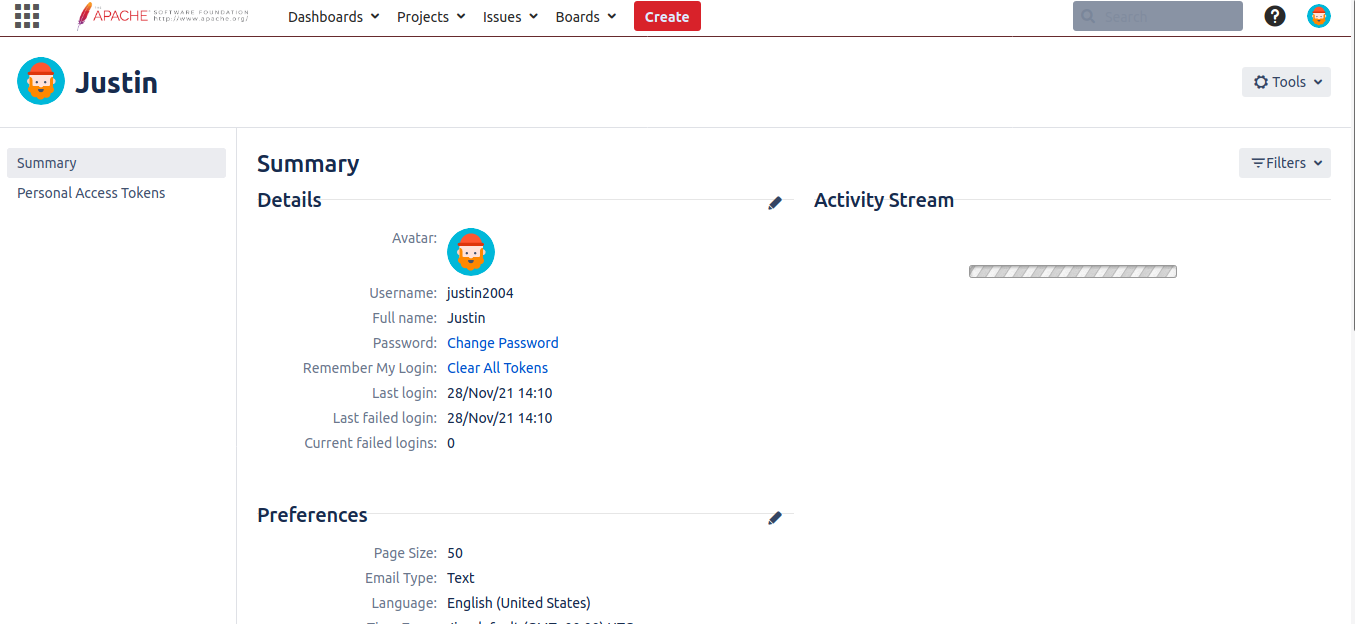 THE
APACHE SOFTWARE FOUNDATION
http://www.apache.org/
Dashboards Projects Issues Boards Create Search
Justin
Tools
Summary
Personal Access Tokens
Summary
Filters
Details
Avatar:
Username: justin2004
Full name: Justin
Password: Change Password
Remember My Login: Clear All Tokens
Last login: 28/Nov/21 14:10
Last failed login: 28/Nov/21 14:10
Current failed logins: 0
Activity Stream
Preferences
Page Size: 50
Email Type: Text
Language: English (United States)